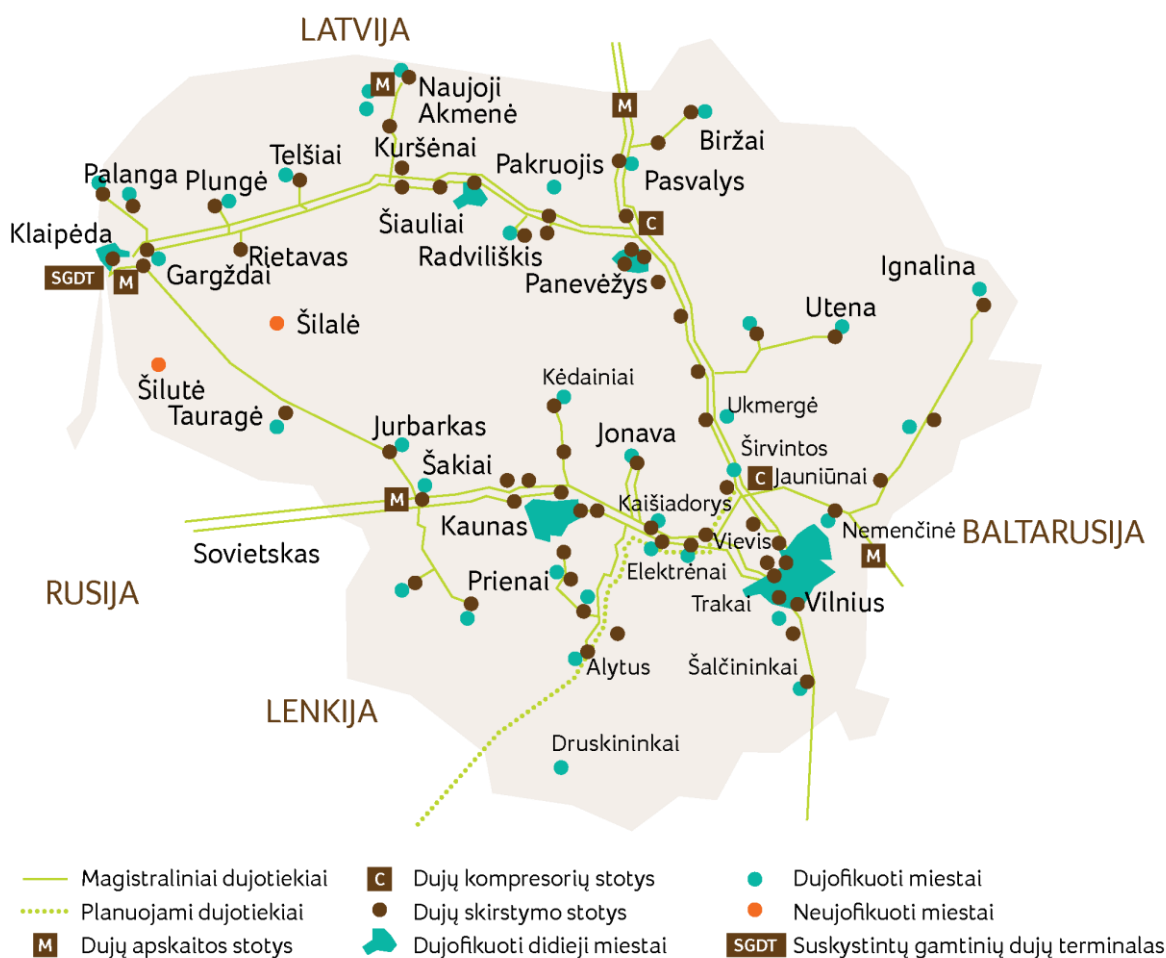 LATVIJA
M
Naujoji
Akmenė
M
Biržai
Kuršėnai
Telšiai
Pakruojis
Palanga
Plungė
Pasvalys
Klaipėda
Šiauliai
C
Rietavas
Radviliškis
SGDT
M
Gargždai
Panevėžys
Ignalina
Utena
Šilalė
Šilutė
Kėdainiai
Tauragė
Ukmergė
Jurbarkas
Jonava
Širvintos
Šakiai
C
Jauniūnai
M
Kaunas
Kaišiadorys
Nemenčinė
BALTARUSIJA
Sovietskas
Vievis
M
Elektrėnai
RUSIJA
Prienai
Trakai
Vilnius
Alytus
Šalčininkai
LENKIJA
Druskininkai
Magistraliniai dujotiekiai
C
Dujų kompresorių stotys
Dujofikuoti miestai
Planuojami dujotiekiai
Dujų skirstymo stotys
Neujofikuoti miestai
M
Dujų apskaitos stotys
Dujofikuoti didieji miestai
SGDT
Suskystintų gamtinių dujų terminalas